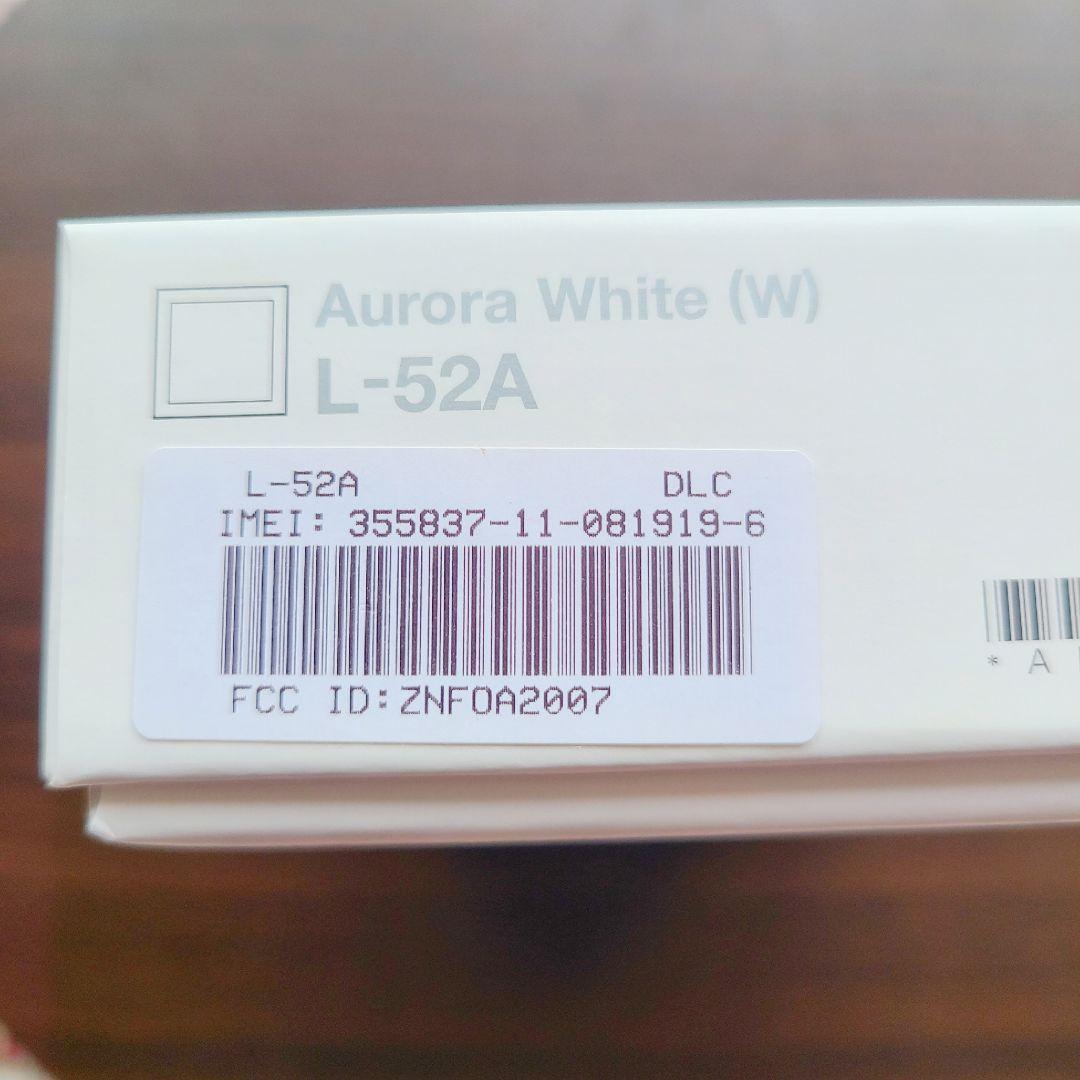 Aurora White (W)
L-52A
L-52A DLC
IMEI: 355837-11-081919-6
FCC ID:ZNFOA2007
* A